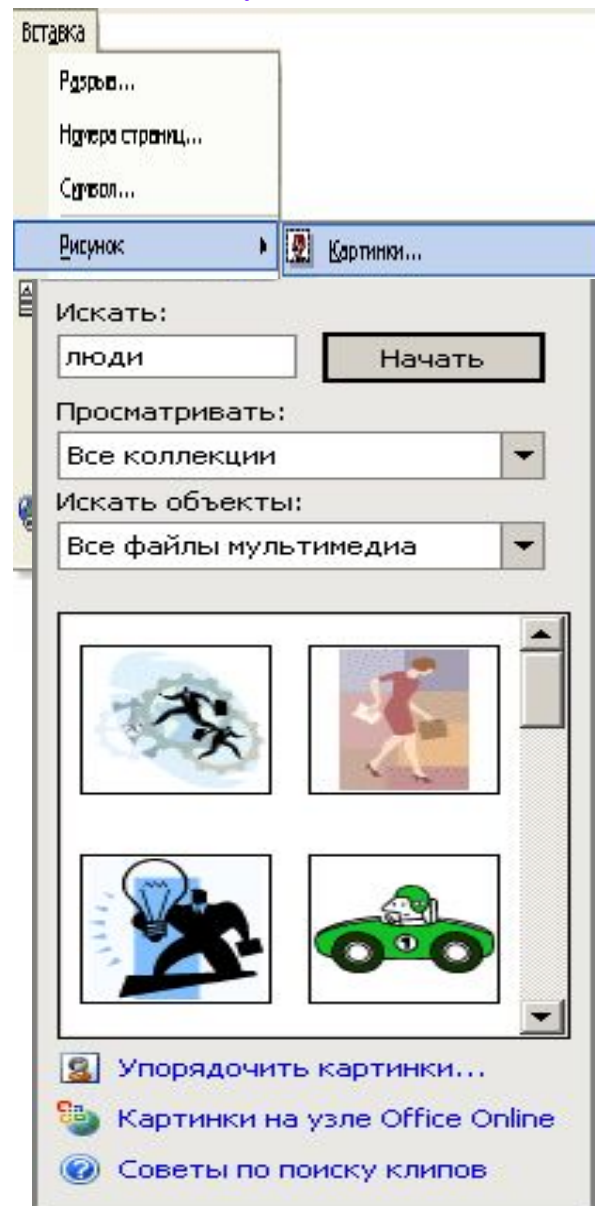 Вставка
Разрыв...
Номера страниц...
Символ...
Рисунок
Картинки...
Искать:
люди
Начать
Просматривать:
Все коллекции
Искать объекты:
Все файлы мультимедиа
1
Упорядочить картинки...
Картинки на узле Office Online
Советы по поиску клипов